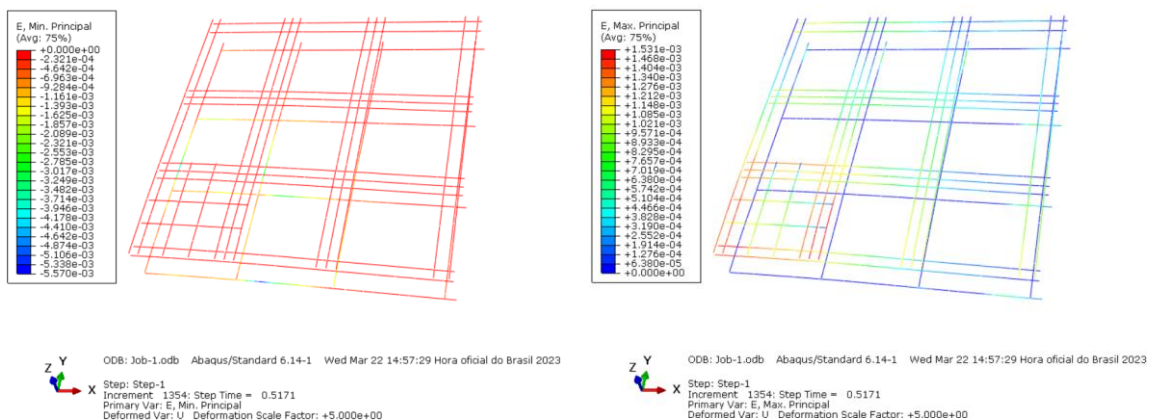 E, Min. Principal
(Avg: 75%)
+0.000e+00
-2.321e-04
-4.642e-04
-6.963e-04
-9.284e-04
-1.161e-03
-1.393e-03
-1.625e-03
-1.857e-03
-2.089e-03
-2.321e-03
-2.553e-03
-2.785e-03
-3.017e-03
-3.249e-03
-3.482e-03
-3.714e-03
-3.946e-03
-4.178e-03
-4.410e-03
-4.642e-03
-4.874e-03
-5.106e-03
-5.338e-03
-5.570e-03
Y
Z
X
ODB: Job-1.odb Abaqus/Standard 6.14-1 Wed Mar 22 14:57:29 Hora oficial do Brasil 2023
Step: Step-1
Increment 1354: Step Time = 0.5171
Primary Var: E, Min. Principal
Deformed Var: U Deformation Scale Factor: +5.000e+00
E, Max. Principal
(Avg: 75%)
+1.531e-03
+1.468e-03
+1.404e-03
+1.340e-03
+1.276e-03
+1.212e-03
+1.148e-03
+1.085e-03
+1.021e-03
+9.571e-04
+8.933e-04
+8.295e-04
+7.657e-04
+7.019e-04
+6.380e-04
+5.742e-04
+5.104e-04
+4.466e-04
+3.828e-04
+3.190e-04
+2.552e-04
+1.914e-04
+1.276e-04
+6.380e-05
+0.000e+00
Y
Z
X
ODB: Job-1.odb Abaqus/Standard 6.14-1 Wed Mar 22 14:57:29 Hora oficial do Brasil 2023
Step: Step-1
Increment 1354: Step Time = 0.5171
Primary Var: E, Max. Principal
Deformed Var: U Deformation Scale Factor: +5.000e+00